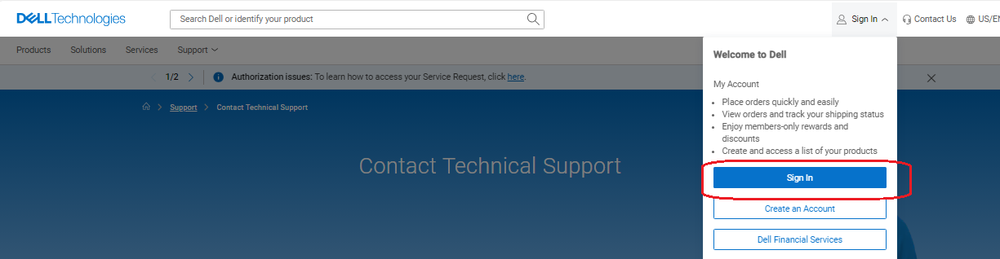 DELLTechnologies
Search Dell or identify your product
Sign In
Contact Us
US/EN
Products
Solutions
Services
Support
1/2
Authorization issues: To learn how to access your Service Request, click here.
Support
Contact Technical Support
Contact Technical Support
Welcome to Dell
My Account
Place orders quickly and easily
View orders and track your shipping status
Enjoy members-only rewards and
discounts
Create and access a list of your products
Sign In
Create an Account
Dell Financial Services